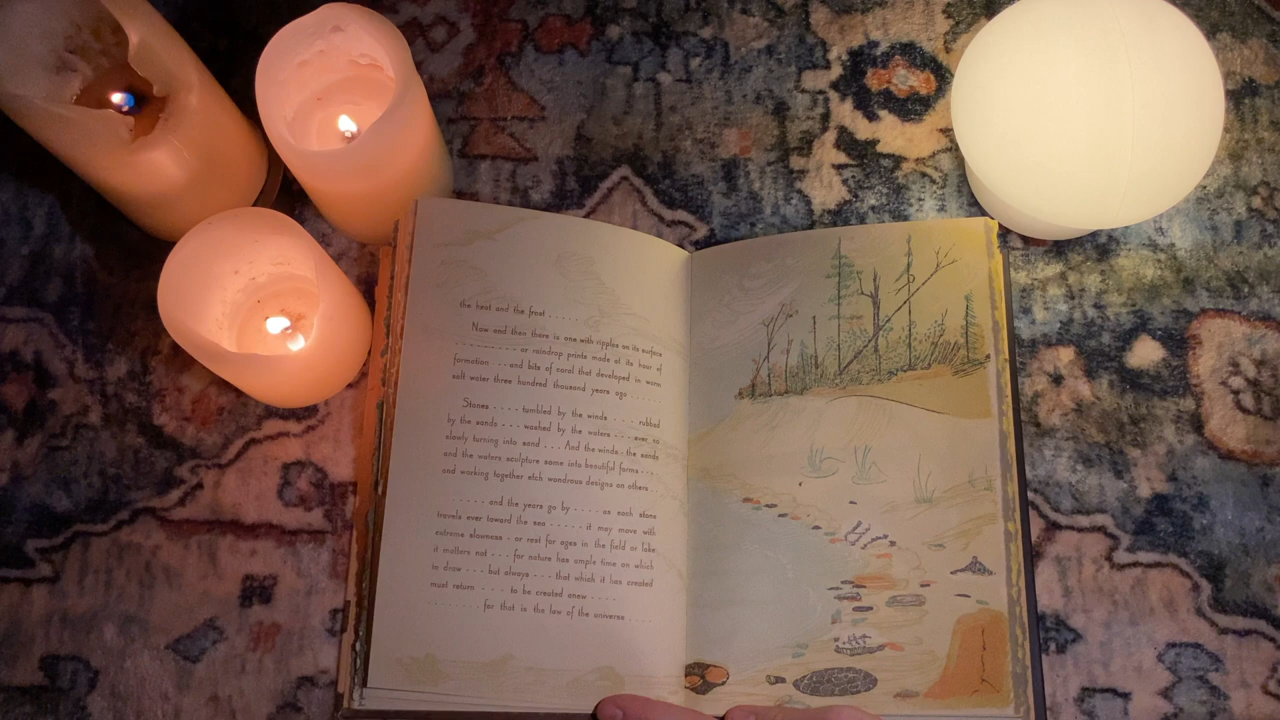 the heat and the frost . . . . . .
Now and then there is one with ripples on its surface
. . . . . . . . . . . or raindrop prints made at its hour of
formation - - and bits of coral that developed in warm
salt water three hundred thousand years ago . . . . . .
Stones - - - - tumbled by the winds . . . . rubbed
by the sands - - - washed by the waters - - - ever so
slowly turning into sand . . . And the winds - the sands
and the waters sculpture some into beautiful forms - - -
and working together etch wondrous designs on others . .
. . . . . and the years go by - - - - as each stone
travels ever toward the sea - - - - - it may move with
extreme slowness - or rest for ages in the field or lake
it matters not - - - for nature has ample time on which
to draw - - - but always - - - that which it has created
must return . . . . . to be created anew . . . .
. . . . . . . . for that is the law of the universe . . . .